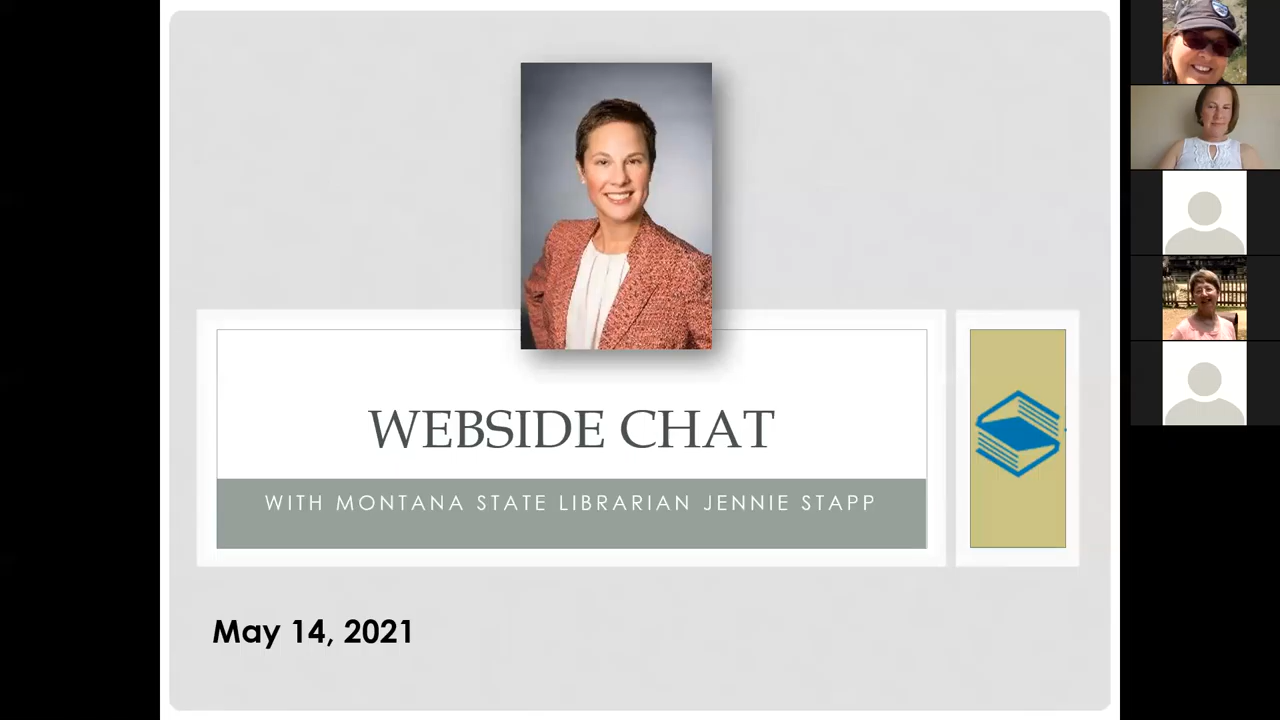 WEBSIDE CHAT
WITH MONTANA STATE LIBRARIAN JENNIE STAPP
May 14, 2021